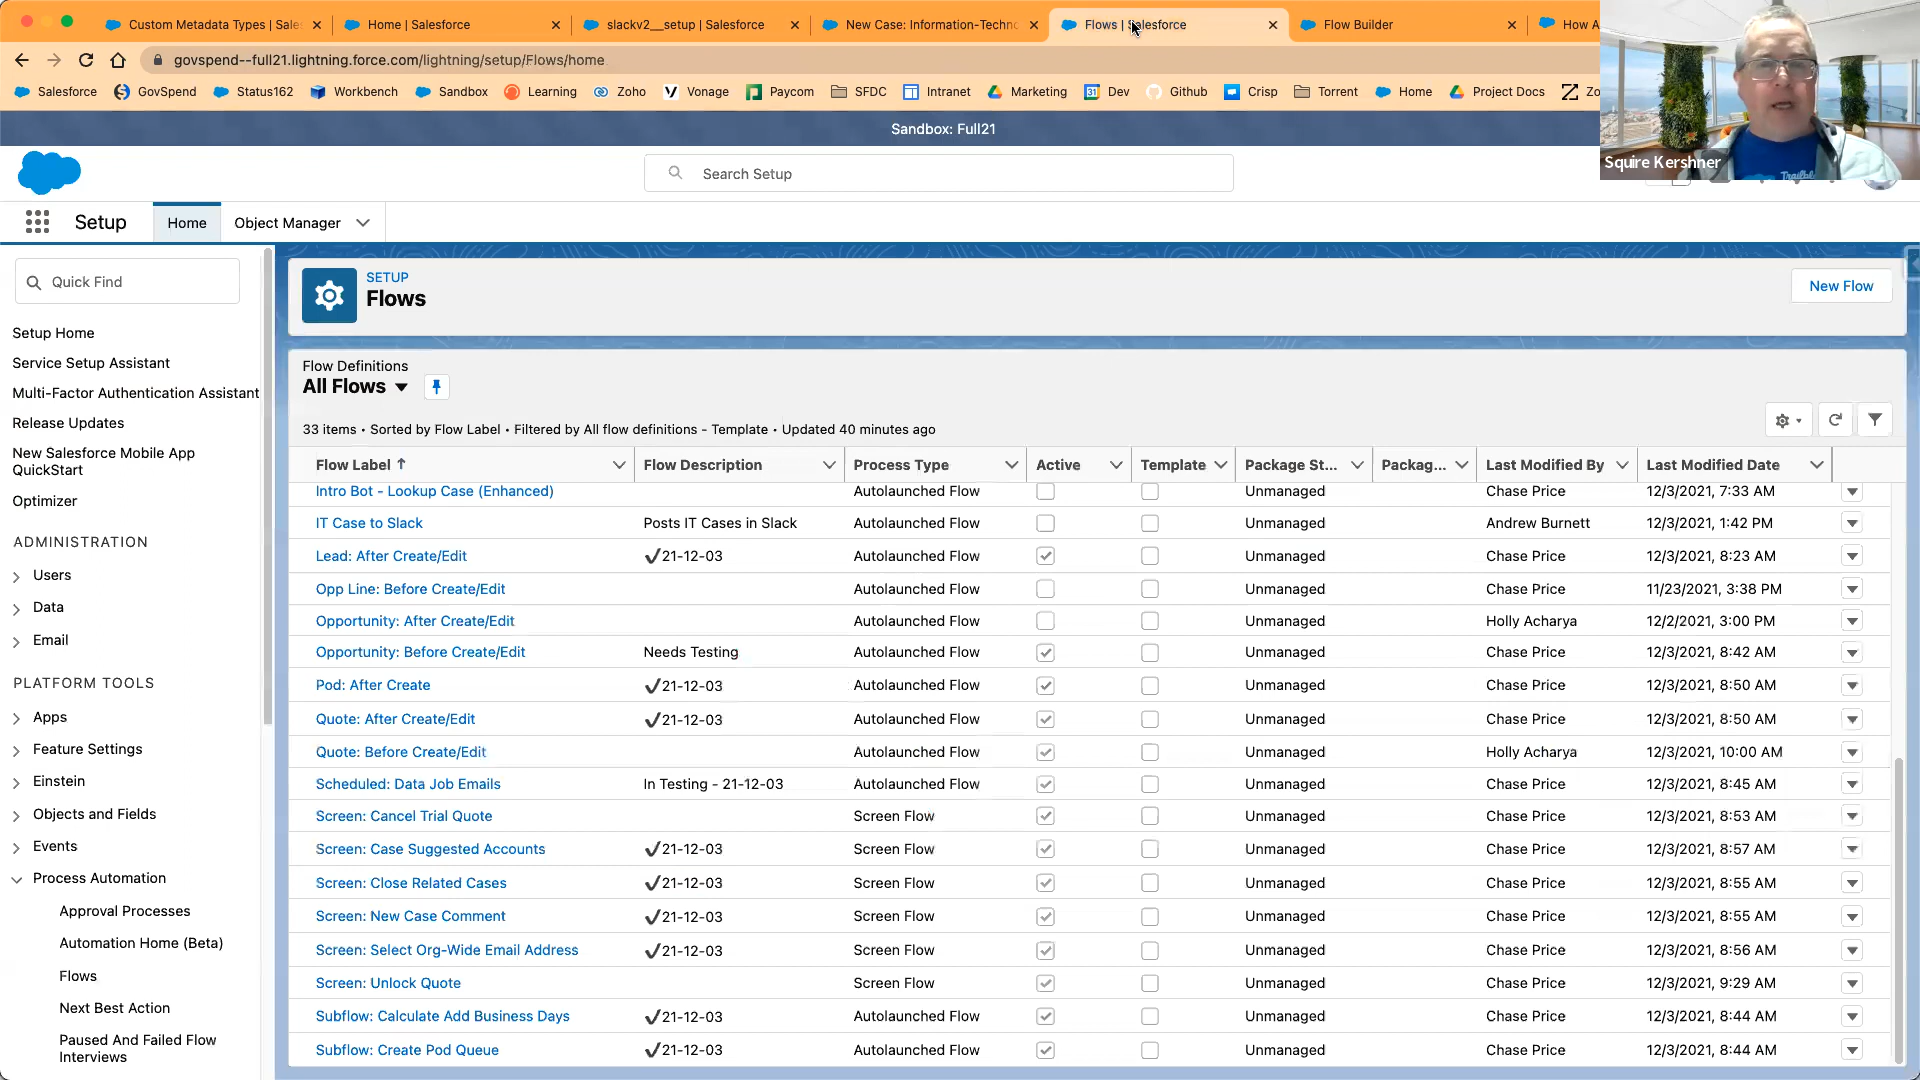 Custom Metadata Types | Sales
Home | Salesforce
slackv2__setup | Salesforce
New Case: Information-Techno
Flows | Salesforce
Flow Builder
How A
govspend--full21.lightning.force.com/lightning/setup/Flows/home
Salesforce
GovSpend
Status162
Workbench
Sandbox
Learning
Zoho
Vonage
Paycom
SFDC
Intranet
Marketing
Dev
Github
Crisp
Torrent
Home
Project Docs
Zo
Squire Kershner
Sandbox: Full21
Search Setup
Setup
Home
Object Manager
Quick Find
Setup Home
Service Setup Assistant
Multi-Factor Authentication Assistant
Release Updates
New Salesforce Mobile App
QuickStart
Optimizer
ADMINISTRATION
Users
Data
Email
PLATFORM TOOLS
Apps
Feature Settings
Einstein
Objects and Fields
Events
Process Automation
Approval Processes
Automation Home (Beta)
Flows
Next Best Action
Paused And Failed Flow
Interviews
SETUP
Flows
New Flow
Flow Definitions
All Flows
33 items • Sorted by Flow Label • Filtered by All flow definitions - Template • Updated 40 minutes ago
Flow Label ↑ Flow Description Process Type Active Template Package St... Packag... Last Modified By Last Modified Date
Intro Bot - Lookup Case (Enhanced) Autolaunched Flow Unmanaged Chase Price 12/3/2021, 7:33 AM
IT Case to Slack Posts IT Cases in Slack Autolaunched Flow Unmanaged Andrew Burnett 12/3/2021, 1:42 PM
Lead: After Create/Edit ✔21-12-03 Autolaunched Flow Unmanaged Chase Price 12/3/2021, 8:23 AM
Opp Line: Before Create/Edit Autolaunched Flow Unmanaged Chase Price 11/23/2021, 3:38 PM
Opportunity: After Create/Edit Autolaunched Flow Unmanaged Holly Acharya 12/2/2021, 3:00 PM
Opportunity: Before Create/Edit Needs Testing Autolaunched Flow Unmanaged Chase Price 12/3/2021, 8:42 AM
Pod: After Create ✔21-12-03 Autolaunched Flow Unmanaged Chase Price 12/3/2021, 8:50 AM
Quote: After Create/Edit ✔21-12-03 Autolaunched Flow Unmanaged Chase Price 12/3/2021, 8:50 AM
Quote: Before Create/Edit Autolaunched Flow Unmanaged Holly Acharya 12/3/2021, 10:00 AM
Scheduled: Data Job Emails In Testing - 21-12-03 Autolaunched Flow Unmanaged Chase Price 12/3/2021, 8:45 AM
Screen: Cancel Trial Quote Screen Flow Unmanaged Chase Price 12/3/2021, 8:53 AM
Screen: Case Suggested Accounts ✔21-12-03 Screen Flow Unmanaged Chase Price 12/3/2021, 8:57 AM
Screen: Close Related Cases ✔21-12-03 Screen Flow Unmanaged Chase Price 12/3/2021, 8:55 AM
Screen: New Case Comment ✔21-12-03 Screen Flow Unmanaged Chase Price 12/3/2021, 8:55 AM
Screen: Select Org-Wide Email Address ✔21-12-03 Screen Flow Unmanaged Chase Price 12/3/2021, 8:56 AM
Screen: Unlock Quote Screen Flow Unmanaged Chase Price 12/3/2021, 9:29 AM
Subflow: Calculate Add Business Days ✔21-12-03 Autolaunched Flow Unmanaged Chase Price 12/3/2021, 8:44 AM
Subflow: Create Pod Queue ✔21-12-03 Autolaunched Flow Unmanaged Chase Price 12/3/2021, 8:44 AM